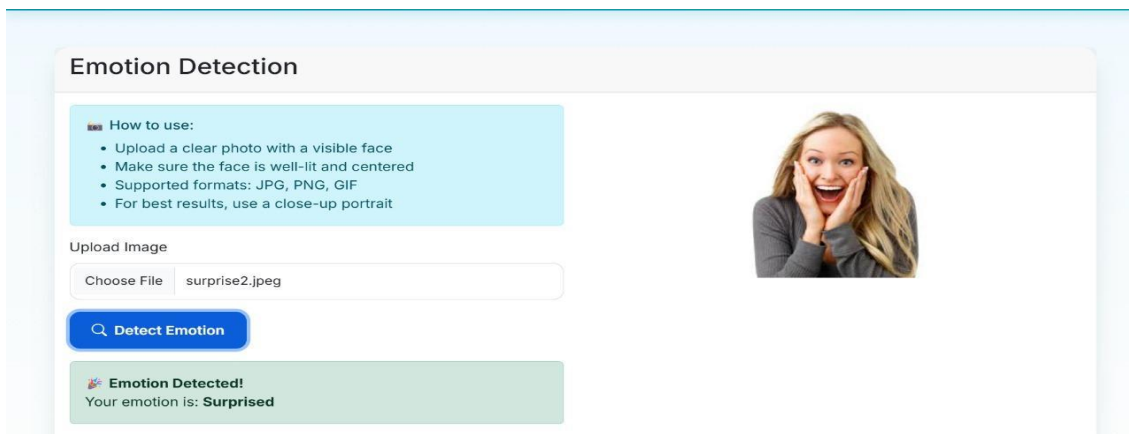 Emotion Detection
📷 How to use:
• Upload a clear photo with a visible face
• Make sure the face is well-lit and centered
• Supported formats: JPG, PNG, GIF
• For best results, use a close-up portrait
Upload Image
Choose File surprise2.jpeg
Detect Emotion
🎉 Emotion Detected!
Your emotion is: Surprised